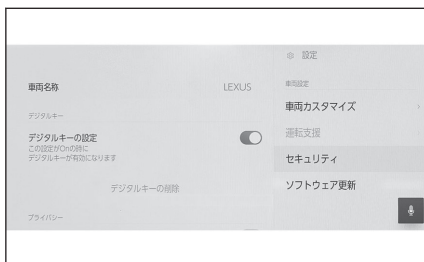 車両名称
LEXUS
デジタルキー
デジタルキーの設定
この設定がOnの時に
デジタルキーが有効になります
デジタルキーの削除
プライバシー
設定
車両設定
車両カスタマイズ
運転支援
セキュリティ
ソフトウェア更新